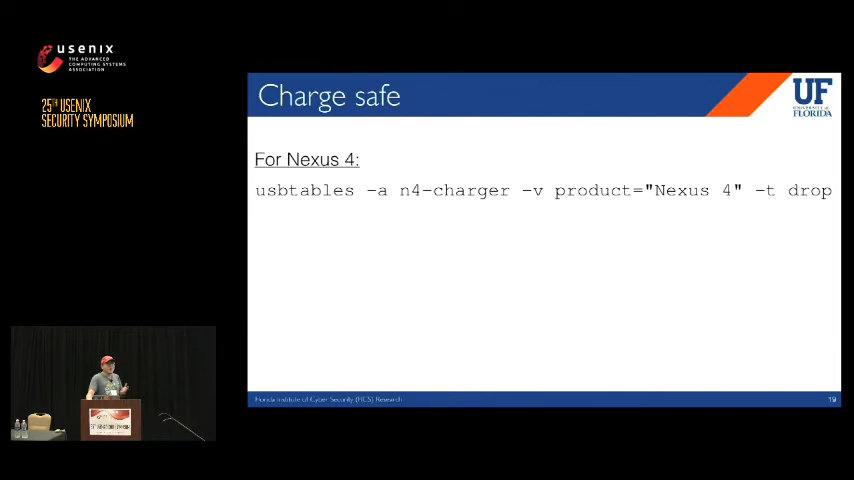 usenix
THE ADVANCED
COMPUTING SYSTEMS
ASSOCIATION
25TH USENIX
SECURITY SYMPOSIUM
Charge safe
UF
UNIVERSITY of
FLORIDA
For Nexus 4:
usbtables -a n4-charger -v product="Nexus 4" -t drop
Florida Institute of Cyber Security (FICS) Research
19